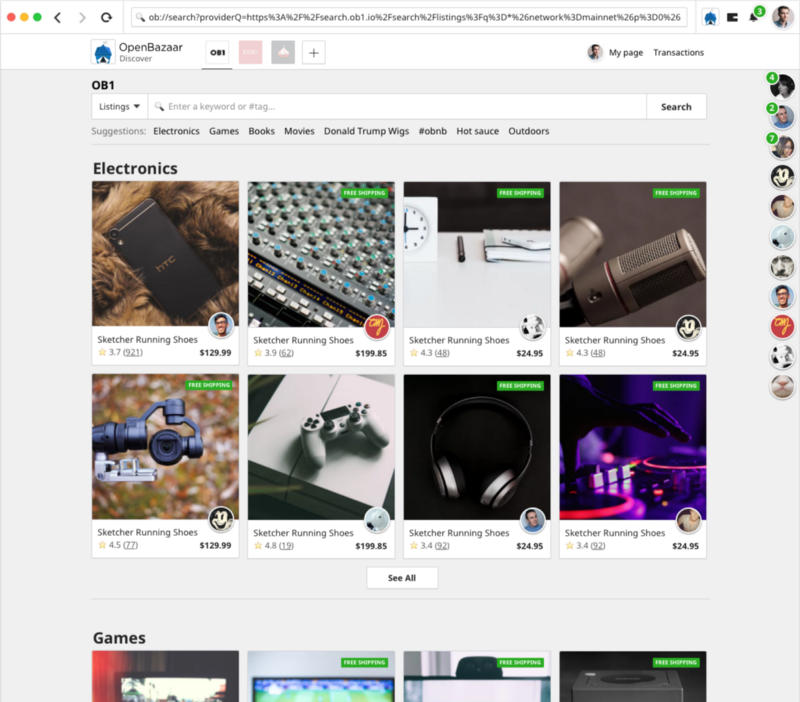 ob://search?providerQ=https%3A%2F%2Fsearch.ob1.io%2Fsearch%2Flistings%3Fq%3D*%26network%3Dmainnet%26p%3D0%26
3
OpenBazaar
Discover
OB1
+
My page
Transactions
OB1
Listings
Enter a keyword or #tag...
Search
Suggestions: Electronics Games Books Movies Donald Trump Wigs #obnb Hot sauce Outdoors
4
2
7
Electronics
hTC
Sketcher Running Shoes
3.7 (921) $129.99
FREE SHIPPING
Sketcher Running Shoes
3.9 (62) $199.85
FREE SHIPPING
Sketcher Running Shoes
4.3 (48) $24.95
FREE SHIPPING
Sketcher Running Shoes
4.3 (48) $24.95
FREE SHIPPING
Sketcher Running Shoes
4.5 (77) $129.99
Sketcher Running Shoes
4.8 (19) $199.85
FREE SHIPPING
Sketcher Running Shoes
3.4 (92) $24.95
FREE SHIPPING
Sketcher Running Shoes
3.4 (92) $24.95
See All
Games
FREE SHIPPING
FREE SHIPPING
FREE SHIPPING